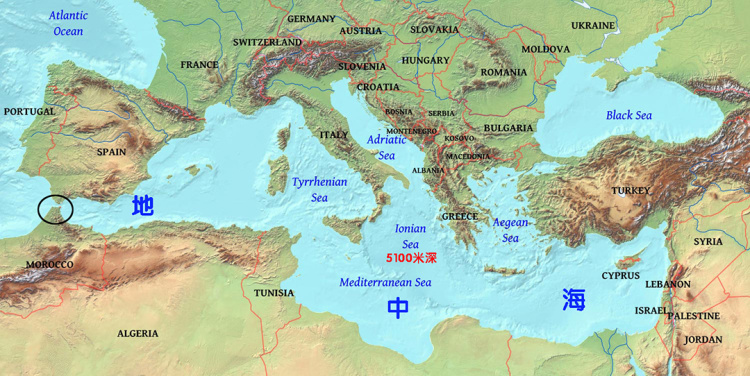 Atlantic
Ocean
GERMANY
SLOVAKIA
UKRAINE
AUSTRIA
SWITZERLAND
MOLDOVA
FRANCE
SLOVENIA
HUNGARY
ROMANIA
CROATIA
PORTUGAL
BOSNIA
SERBIA
Black Sea
ITALY
MONTENEGRO
BULGARIA
Adriatic
Sea
KOSOVO
SPAIN
MACEDONIA
ALBANIA
Tyrrhenian
Sea
TURKEY
地
GREECE
Aegean
Sea
Ionian
Sea
SYRIA
5100米深
MOROCCO
CYPRUS
Mediterranean Sea
LEBANON
TUNISIA
中
海
ISRAEL
PALESTINE
ALGERIA
JORDAN